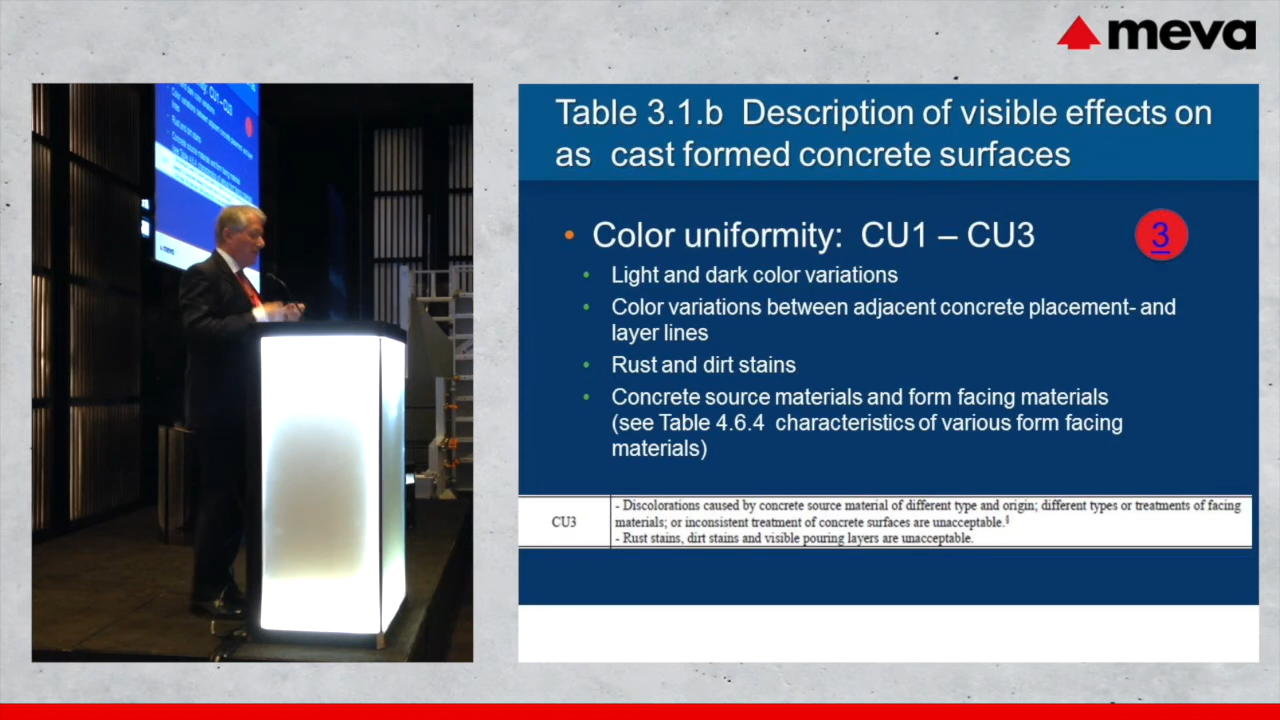 meva
Table 3.1.b Description of visible effects on
as cast formed concrete surfaces
• Color uniformity: CU1 – CU3
3
• Light and dark color variations
• Color variations between adjacent concrete placement- and
layer lines
• Rust and dirt stains
• Concrete source materials and form facing materials
(see Table 4.6.4 characteristics of various form facing
materials)
CU3
- Discolorations caused by concrete source material of different type and origin; different types or treatments of facing
materials; or inconsistent treatment of concrete surfaces are unacceptable.§
- Rust stains, dirt stains and visible pouring layers are unacceptable.